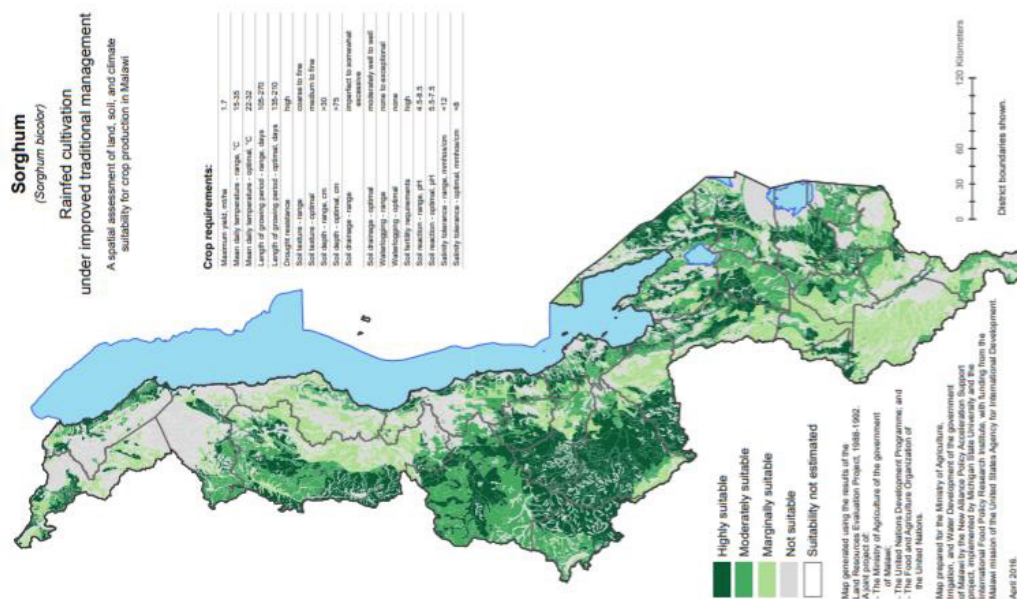 Sorghum
(Sorghum bicolor)
Rainfed cultivation
under improved traditional management
A spatial assessment of land, soil, and climate
suitability for crop production in Malawi
Crop requirements:
Maximum yield, mt/ha 1.7
Mean daily temperature - range, °C 15-35
Mean daily temperature - optimal, °C 22-32
Length of growing period - range, days 105-270
Length of growing period - optimal, days 135-210
Drought resistance high
Soil texture - range coarse to fine
Soil texture - optimal medium to fine
Soil depth - range, cm >30
Soil depth - optimal, cm >75
Soil drainage - range imperfect to somewhat
excessive
Soil drainage - optimal moderately well to well
Waterlogging - range none to exceptional
Waterlogging - optimal none
Soil fertility requirements high
Soil reaction - range, pH 4.5-8.5
Soil reaction - optimal, pH 5.5-7.5
Salinity tolerance - range, mmhos/cm <12
Salinity tolerance - optimal, mmhos/cm <8
0 30 60 120 Kilometers
District boundaries shown.
Highly suitable
Moderately suitable
Marginally suitable
Not suitable
Suitability not estimated
Map generated using the results of the
Land Resources Evaluation Project, 1988-1992.
A joint project of:
- The Ministry of Agriculture of the government
of Malawi;
- The United Nations Development Programme; and
- The Food and Agriculture Organization of
the United Nations.
Map prepared for the Ministry of Agriculture,
Irrigation, and Water Development of the government
of Malawi by the New Alliance Policy Acceleration Support
project, implemented by Michigan State University and the
International Food Policy Research Institute, with funding from the
Malawi mission of the United States Agency for International Development.
April 2016.